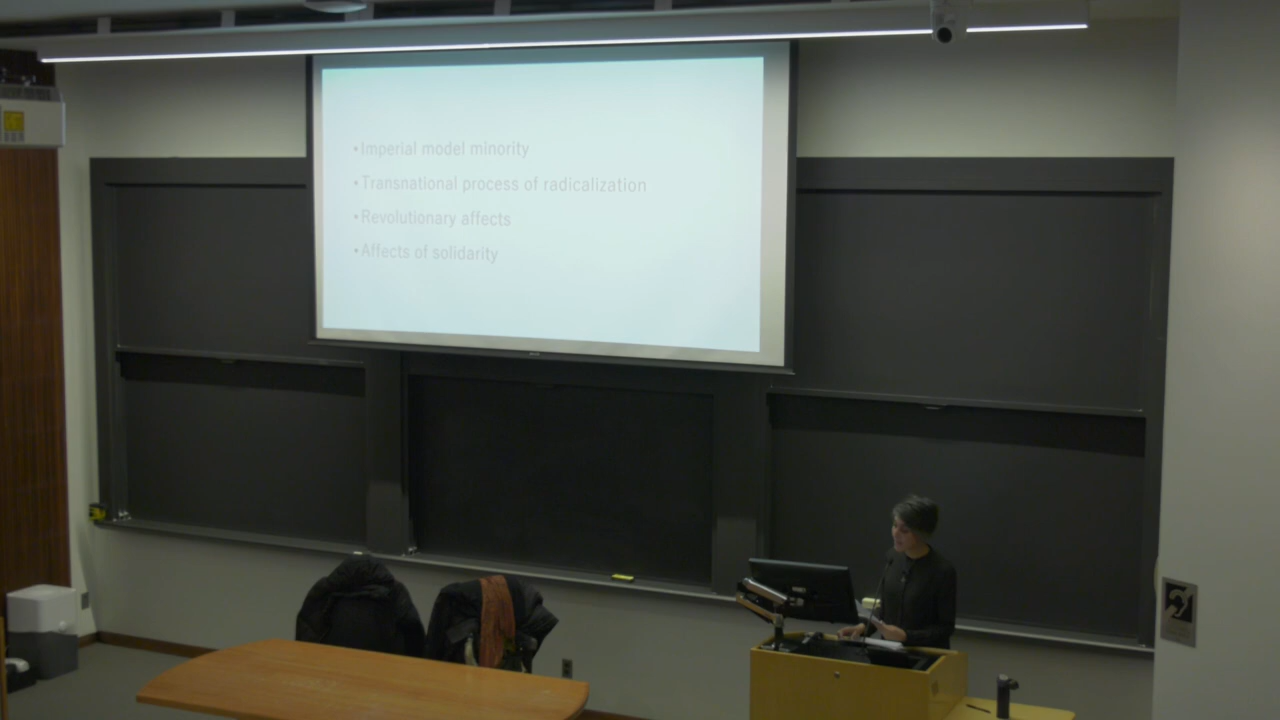 •Imperial model minority
•Transnational process of radicalization
•Revolutionary affects
•Affects of solidarity